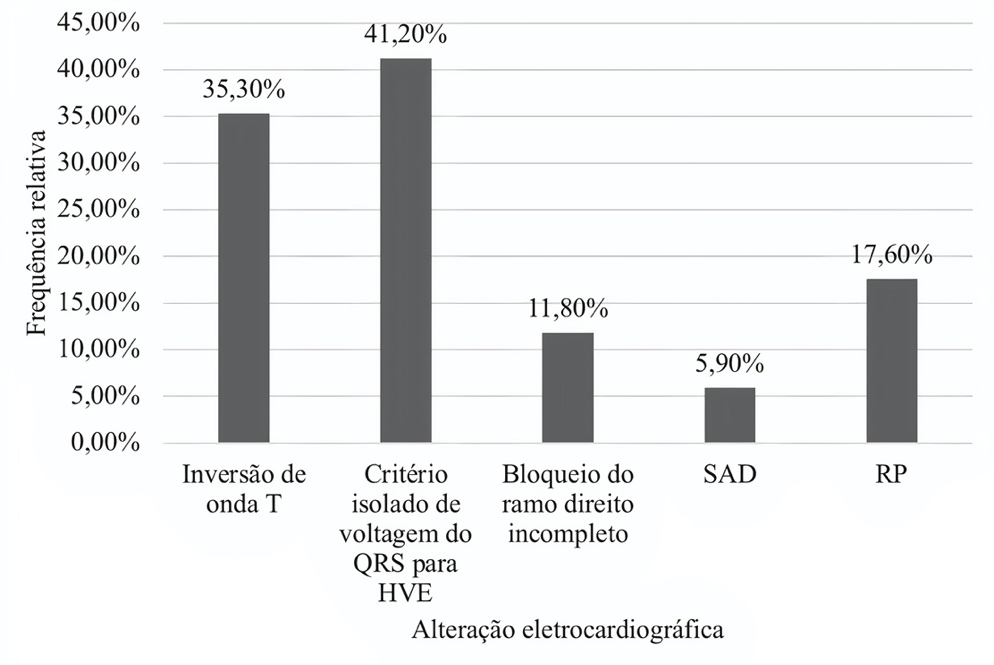 45,00%
40,00%
35,00%
30,00%
25,00%
20,00%
15,00%
10,00%
5,00%
0,00%
Frequência relativa
35,30%
41,20%
11,80%
5,90%
17,60%
Inversão de
onda T
Critério
isolado de
voltagem do
QRS para
HVE
Bloqueio do
ramo direito
incompleto
SAD
RP
Alteração eletrocardiográfica